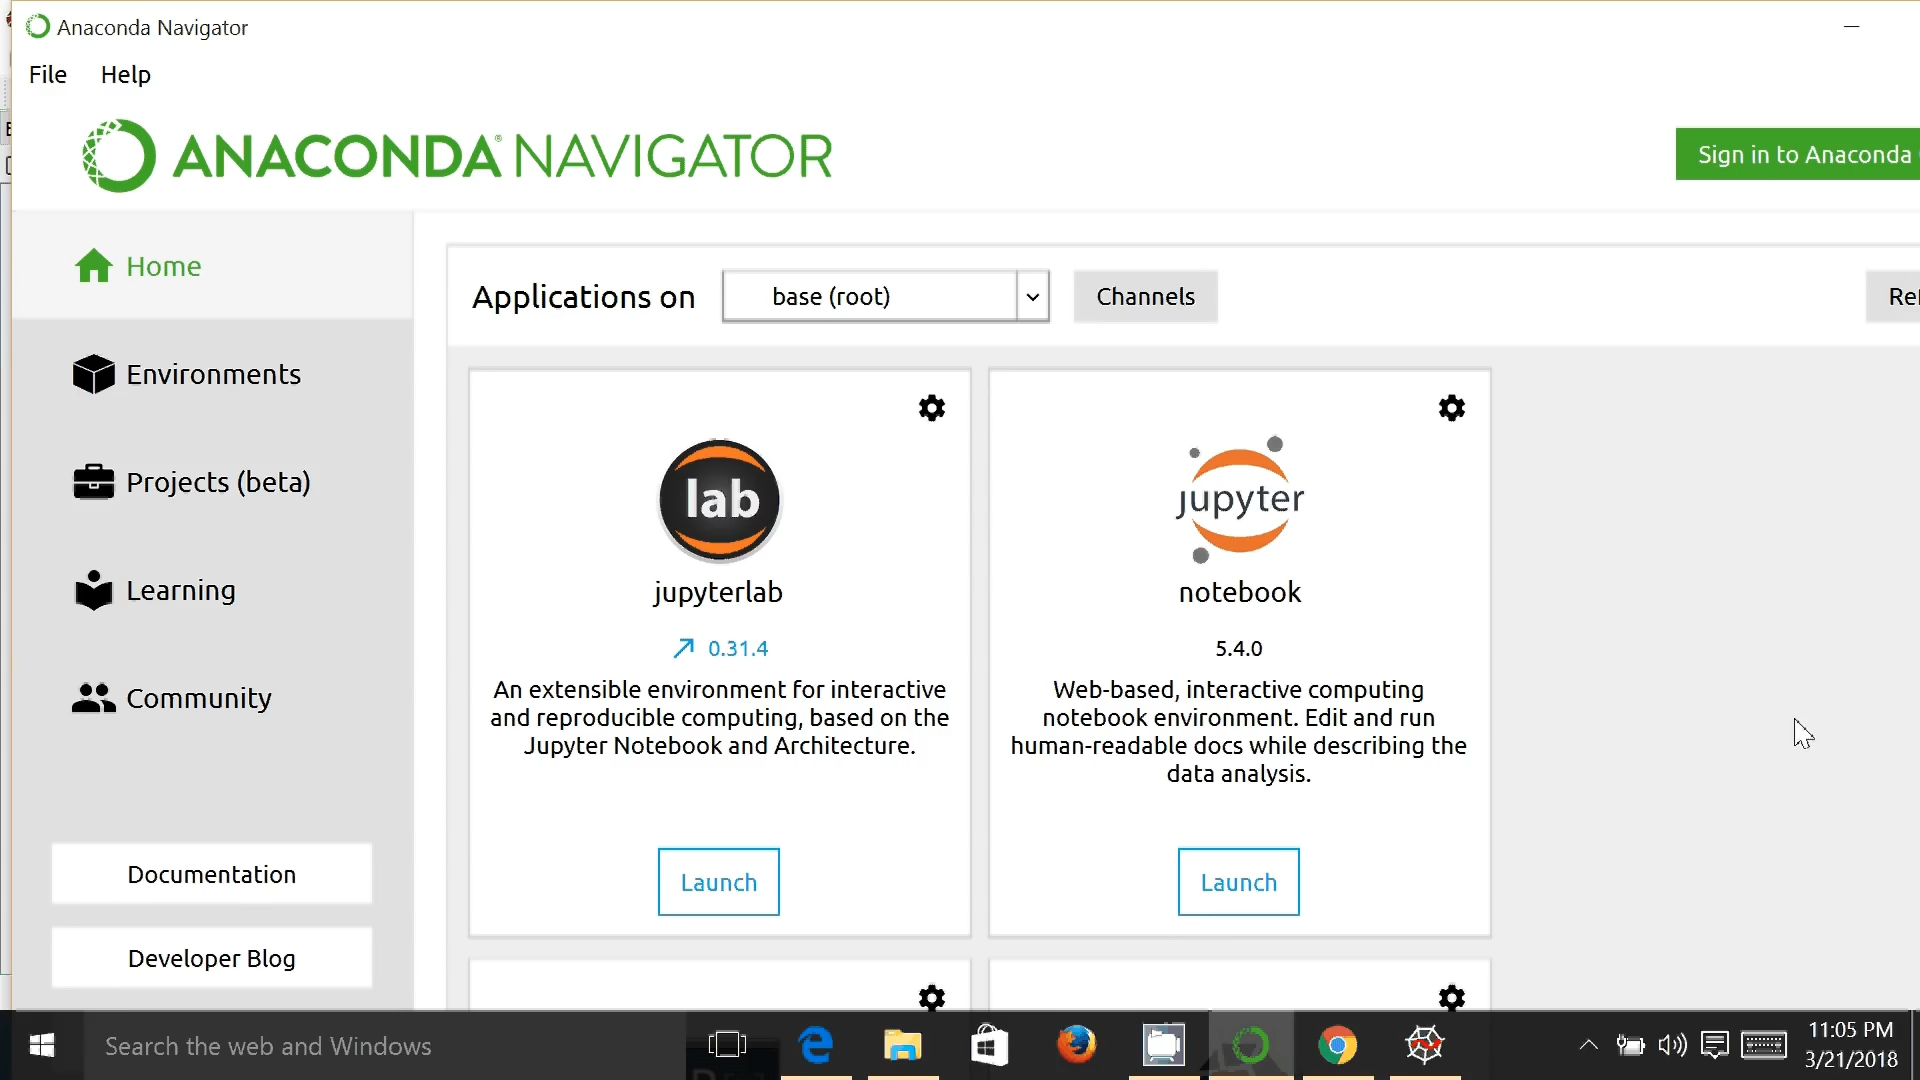 Anaconda Navigator
File Help
ANACONDA® NAVIGATOR
Sign in to Anaconda
Home
Applications on base (root) Channels
Environments
Projects (beta)
Learning
Community
Documentation
Developer Blog
lab
jupyterlab
0.31.4
An extensible environment for interactive
and reproducible computing, based on the
Jupyter Notebook and Architecture.
Launch
jupyter
notebook
5.4.0
Web-based, interactive computing
notebook environment. Edit and run
human-readable docs while describing the
data analysis.
Launch
Search the web and Windows
11:05 PM
3/21/2018